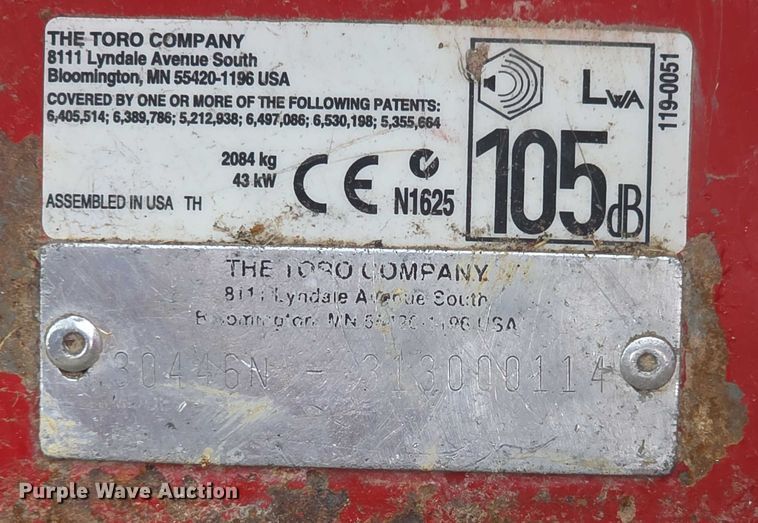 THE TORO COMPANY
8111 Lyndale Avenue South
Bloomington, MN 55420-1196 USA
COVERED BY ONE OR MORE OF THE FOLLOWING PATENTS:
6,405,514; 6,389,786; 5,212,938; 6,497,086; 6,530,198; 5,355,664
2084 kg
43 kW
ASSEMBLED IN USA TH
CE
N1625
LWA
105dB
119-0051
THE TORO COMPANY
8111 Lyndale Avenue South
Bloomington, MN 55420-1196 USA
30446N - 313000114
Purple Wave Auction